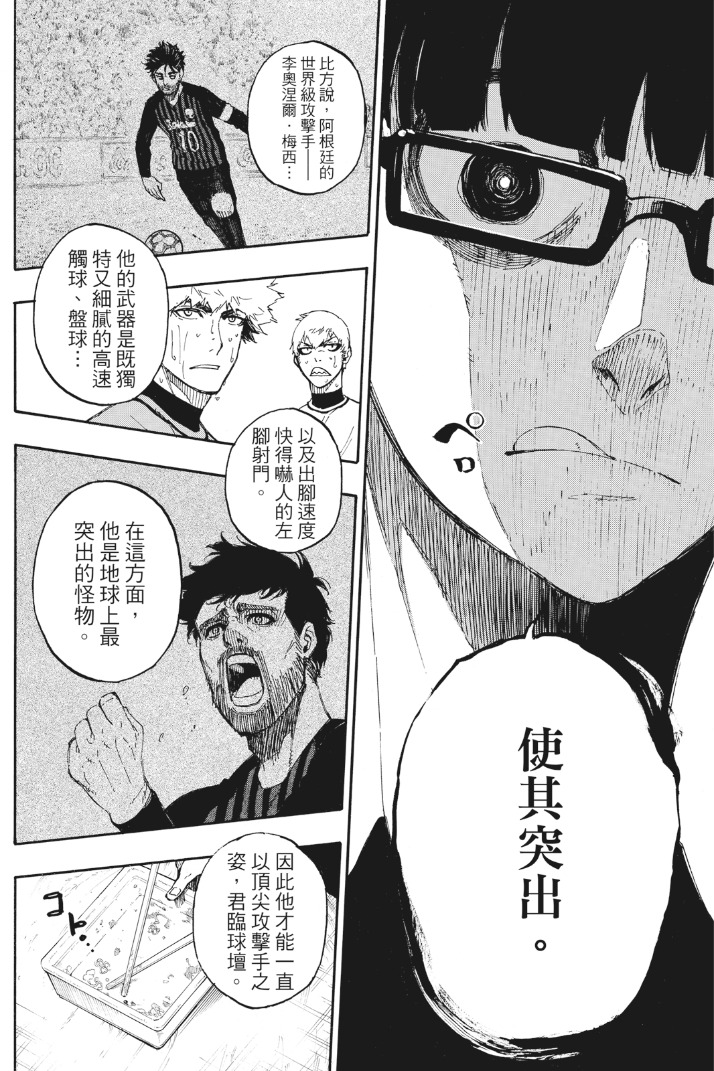 使其突出。
ペロ
比方說，阿根廷的
世界級攻擊手——
李奧涅爾．梅西…
10
他的武器是既獨
特又細膩的高速
觸球、盤球…
以及出腳速度
快得嚇人的左
腳射門。
在這方面，
他是地球上最
突出的怪物。
因此他才能一直
以頂尖攻擊手之
姿，君臨球壇。
コト…